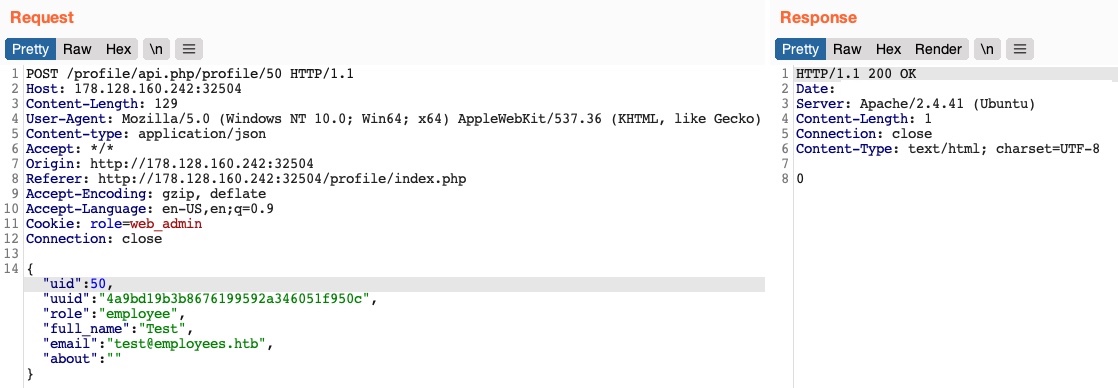 Request
Pretty Raw Hex \n
1 POST /profile/api.php/profile/50 HTTP/1.1
2 Host: 178.128.160.242:32504
3 Content-Length: 129
4 User-Agent: Mozilla/5.0 (Windows NT 10.0; Win64; x64) AppleWebKit/537.36 (KHTML, like Gecko)
5 Content-type: application/json
6 Accept: */*
7 Origin: http://178.128.160.242:32504
8 Referer: http://178.128.160.242:32504/profile/index.php
9 Accept-Encoding: gzip, deflate
10 Accept-Language: en-US,en;q=0.9
11 Cookie: role=web_admin
12 Connection: close
13
14 {
"uid":50,
"uuid":"4a9bd19b3b8676199592a346051f950c",
"role":"employee",
"full_name":"Test",
"email":"test@employees.htb",
"about":""
}
Response
Pretty Raw Hex Render \n
1 HTTP/1.1 200 OK
2 Date:
3 Server: Apache/2.4.41 (Ubuntu)
4 Content-Length: 1
5 Connection: close
6 Content-Type: text/html; charset=UTF-8
7
8 0